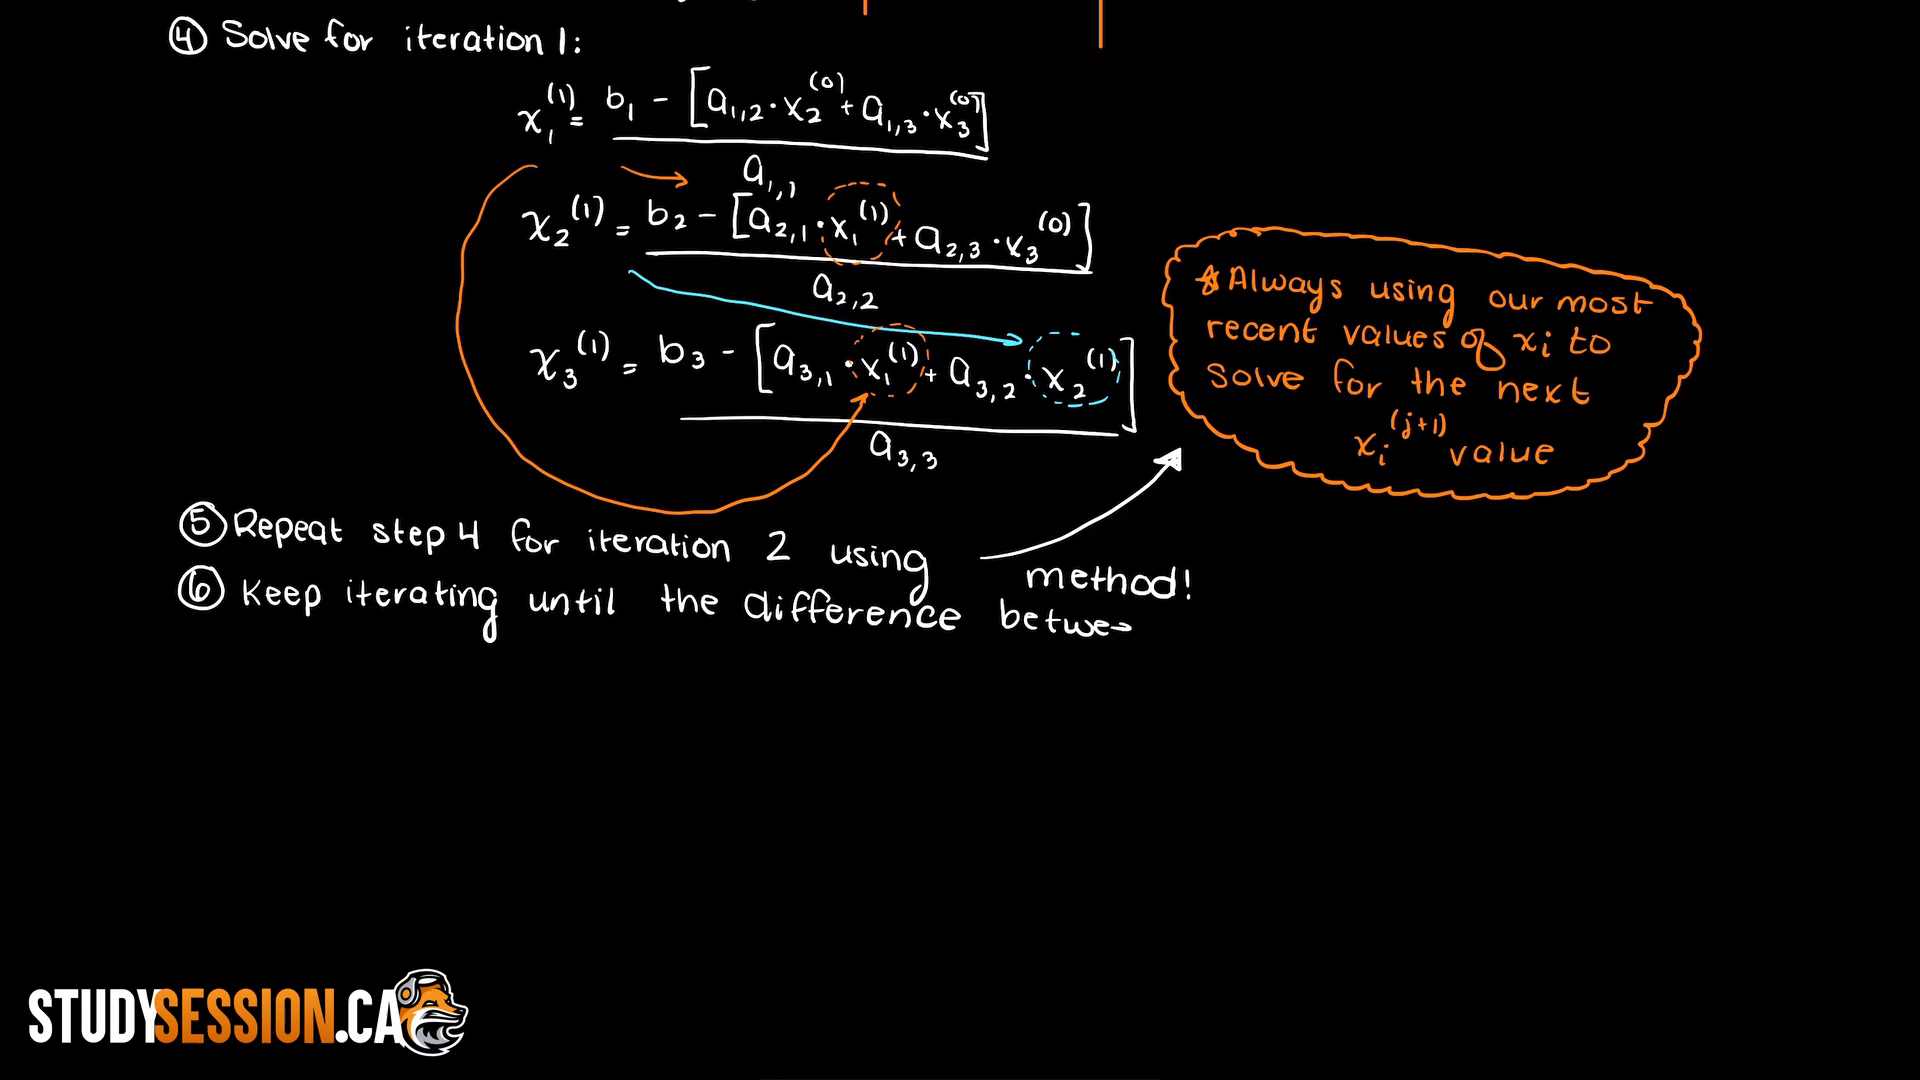 ④ Solve for iteration 1:
x₁⁽¹⁾ = b₁ - [a₁,₂ · x₂⁽⁰⁾ + a₁,₃ · x₃⁽⁰⁾]
a₁,₁
x₂⁽¹⁾ = b₂ - [a₂,₁ · x₁⁽¹⁾ + a₂,₃ · x₃⁽⁰⁾]
a₂,₂
x₃⁽¹⁾ = b₃ - [a₃,₁ · x₁⁽¹⁾ + a₃,₂ · x₂⁽¹⁾]
a₃,₃
☆Always using our most
recent values of xᵢ to
solve for the next
xᵢ⁽ʲ⁺¹⁾ value
⑤ Repeat step 4 for iteration 2 using method!
⑥ Keep iterating until the difference betwe
STUDYSESSION.CA